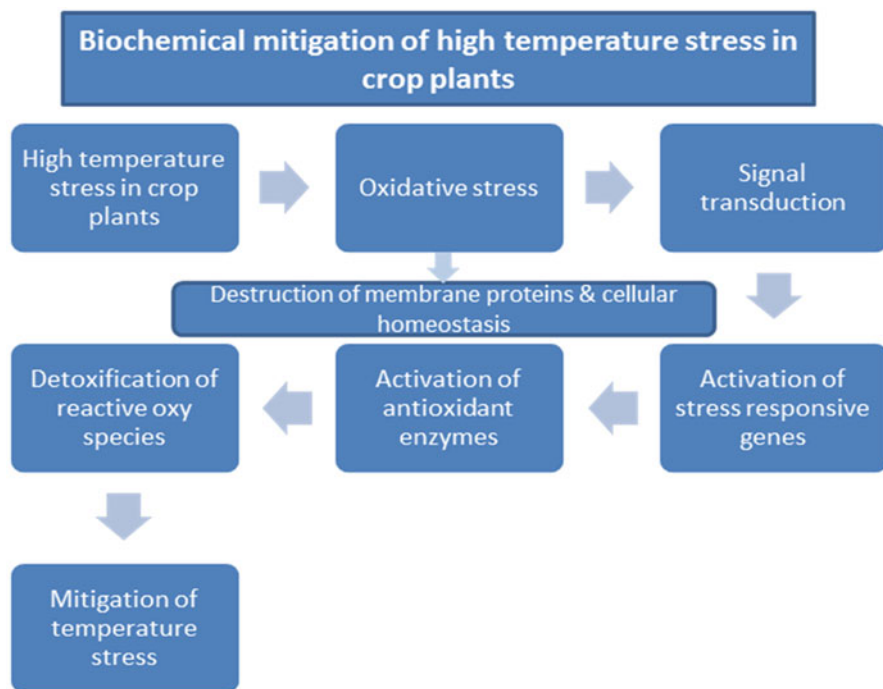 Biochemical mitigation of high temperature stress in
crop plants
High temperature
stress in crop
plants
Oxidative stress
Signal
transduction
Destruction of membrane proteins & cellular
homeostasis
Activation of
stress responsive
genes
Activation of
antioxidant
enzymes
Detoxification of
reactive oxy
species
Mitigation of
temperature
stress